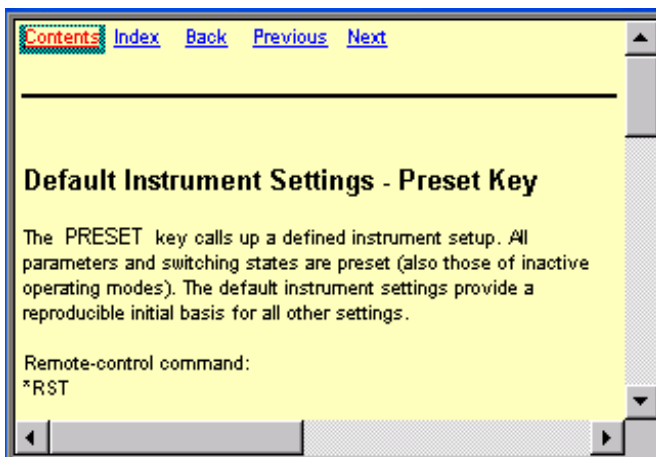 Contents Index Back Previous Next
Default Instrument Settings - Preset Key
The PRESET key calls up a defined instrument setup. All
parameters and switching states are preset (also those of inactive
operating modes). The default instrument settings provide a
reproducible initial basis for all other settings.
Remote-control command:
*RST